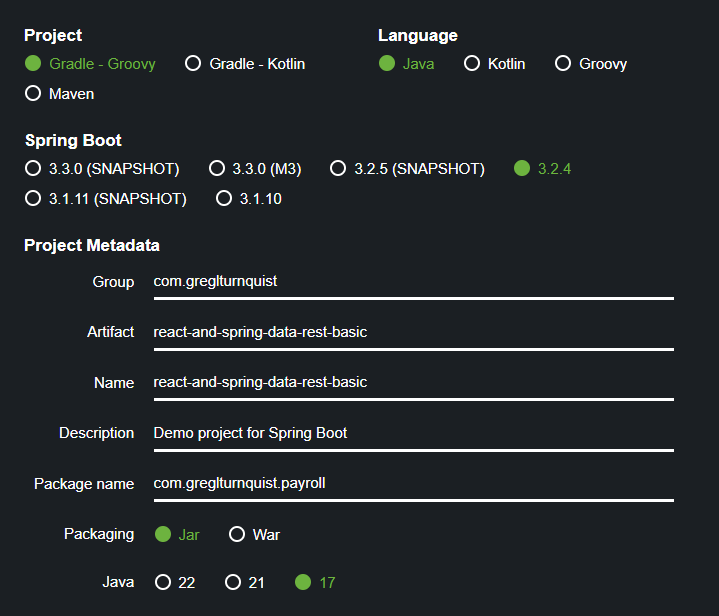 Project Language
Gradle - Groovy Gradle - Kotlin Java Kotlin Groovy
Maven
Spring Boot
3.3.0 (SNAPSHOT) 3.3.0 (M3) 3.2.5 (SNAPSHOT) 3.2.4
3.1.11 (SNAPSHOT) 3.1.10
Project Metadata
Group com.greglturnquist
Artifact react-and-spring-data-rest-basic
Name react-and-spring-data-rest-basic
Description Demo project for Spring Boot
Package name com.greglturnquist.payroll
Packaging Jar War
Java 22 21 17